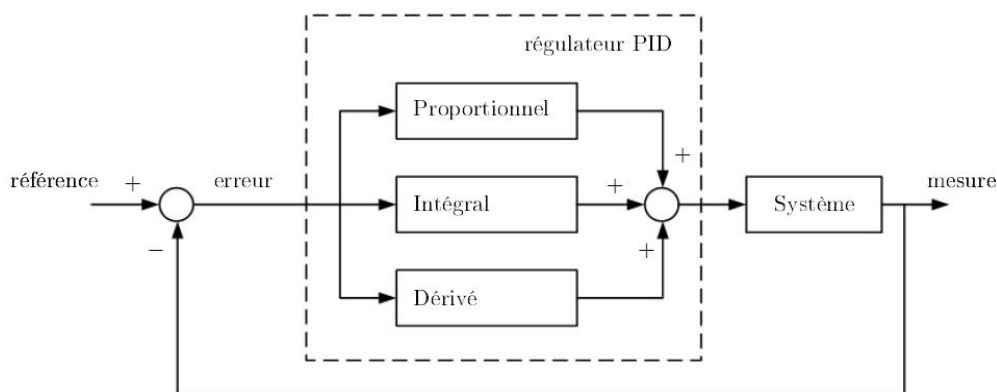 régulateur PID
Proportionnel
+
référence
+
erreur
+
Intégral
Système
mesure
−
+
Dérivé